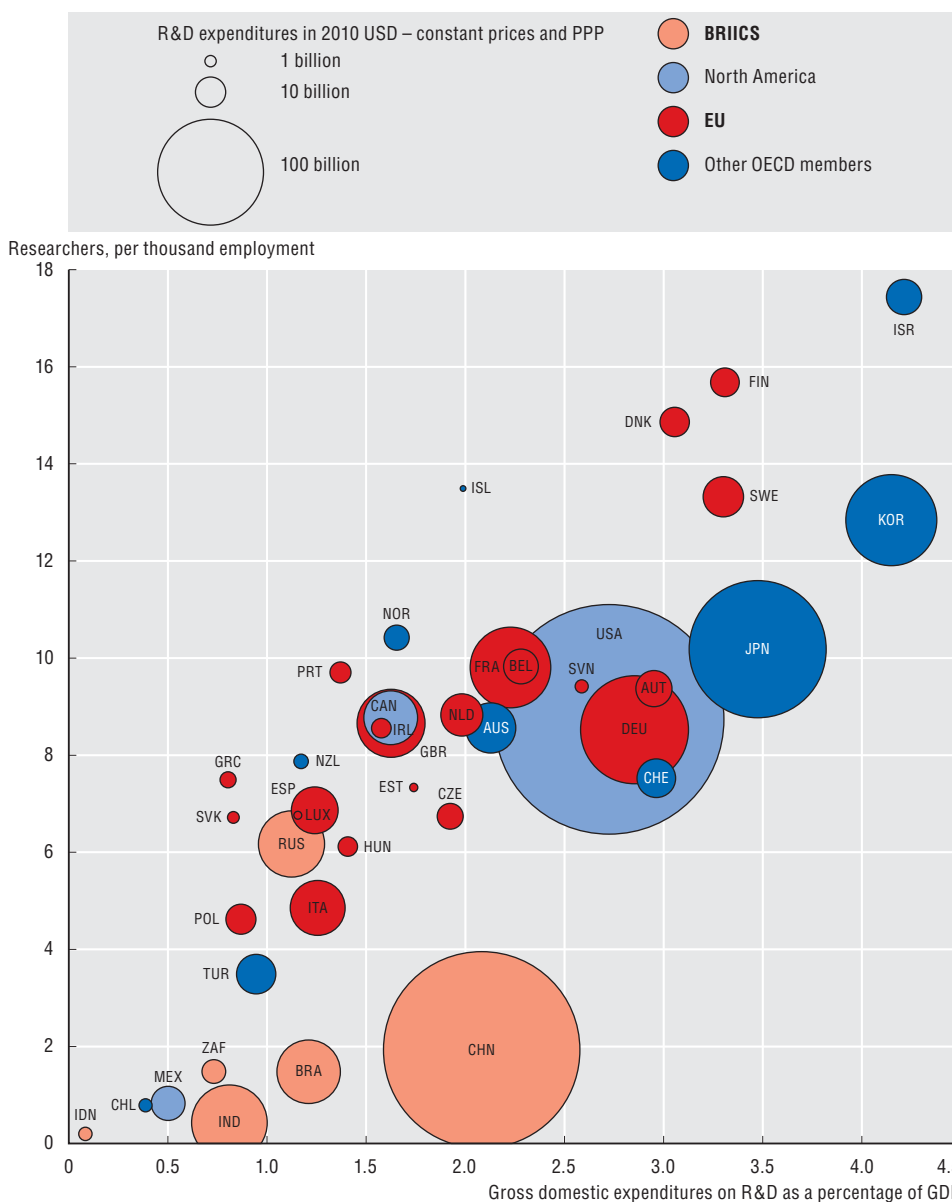 R&D expenditures in 2010 USD – constant prices and PPP
1 billion
10 billion
100 billion
BRIICS
North America
EU
Other OECD members
Researchers, per thousand employment
18
16
14
12
10
8
6
4
2
0
ISR
FIN
DNK
SWE
ISL
KOR
NOR
USA
JPN
PRT
FRA
BEL
SVN
AUT
CAN
NLD
IRL
AUS
DEU
GBR
GRC
NZL
EST
CHE
ESP
CZE
SVK
LUX
RUS
HUN
POL
ITA
TUR
ZAF
BRA
CHN
MEX
CHL
IDN
IND
0
0.5
1.0
1.5
2.0
2.5
3.0
3.5
4.0
4.
Gross domestic expenditures on R&D as a percentage of GD